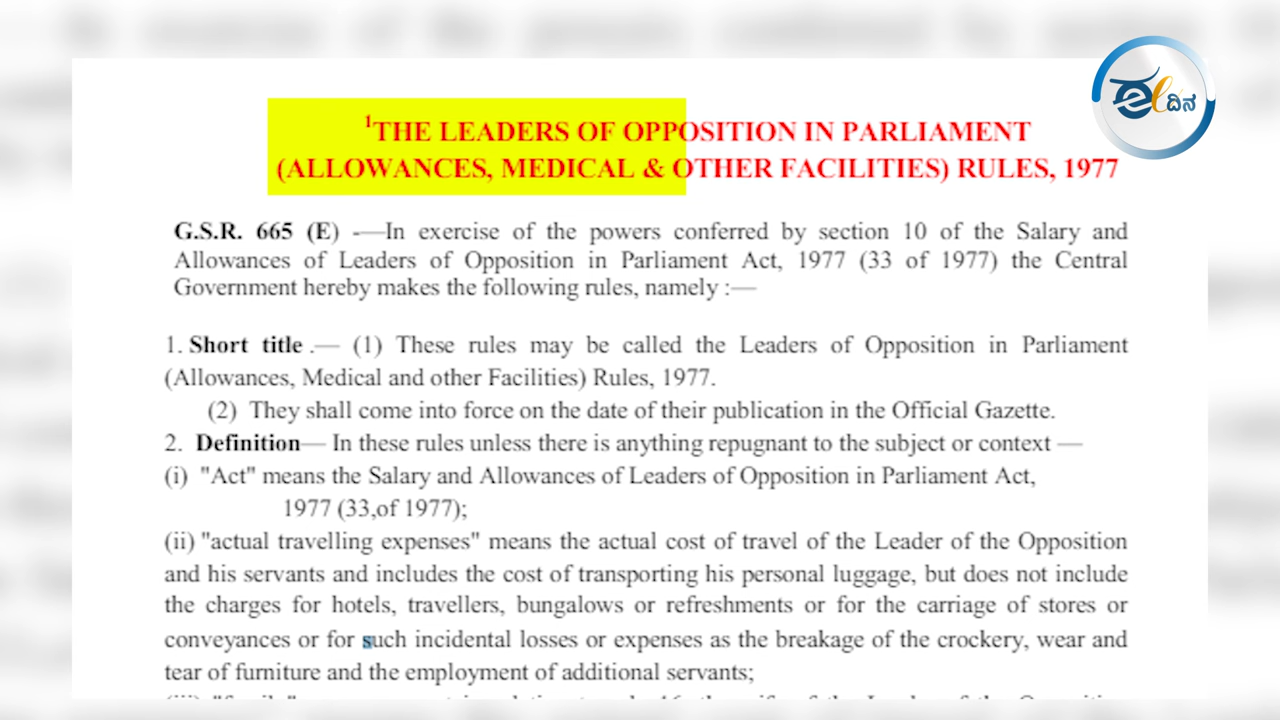 ಈ ದಿನ
¹THE LEADERS OF OPPOSITION IN PARLIAMENT
(ALLOWANCES, MEDICAL & OTHER FACILITIES) RULES, 1977
G.S.R. 665 (E) -—In exercise of the powers conferred by section 10 of the Salary and
Allowances of Leaders of Opposition in Parliament Act, 1977 (33 of 1977) the Central
Government hereby makes the following rules, namely :—
1. Short title .— (1) These rules may be called the Leaders of Opposition in Parliament
(Allowances, Medical and other Facilities) Rules, 1977.
(2) They shall come into force on the date of their publication in the Official Gazette.
2. Definition— In these rules unless there is anything repugnant to the subject or context —
(i) "Act" means the Salary and Allowances of Leaders of Opposition in Parliament Act,
1977 (33,of 1977);
(ii) "actual travelling expenses" means the actual cost of travel of the Leader of the Opposition
and his servants and includes the cost of transporting his personal luggage, but does not include
the charges for hotels, travellers, bungalows or refreshments or for the carriage of stores or
conveyances or for such incidental losses or expenses as the breakage of the crockery, wear and
tear of furniture and the employment of additional servants;